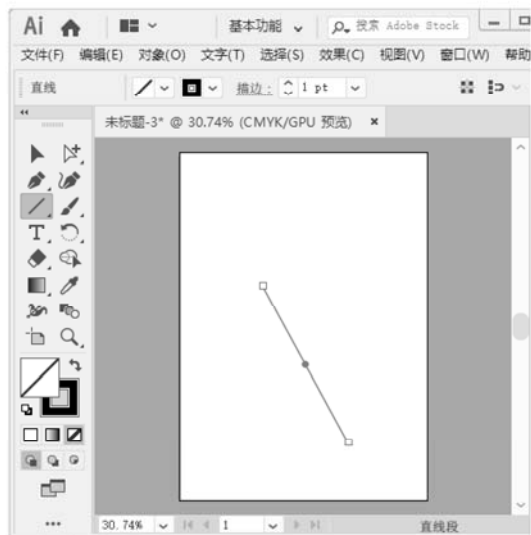 Ai 基本功能 搜索 Adobe Stock
文件(F) 编辑(E) 对象(O) 文字(T) 选择(S) 效果(C) 视图(V) 窗口(W) 帮助
直线 描边: 1 pt
未标题-3* @ 30.74% (CMYK/GPU 预览) ×
30.74% 1 直线段